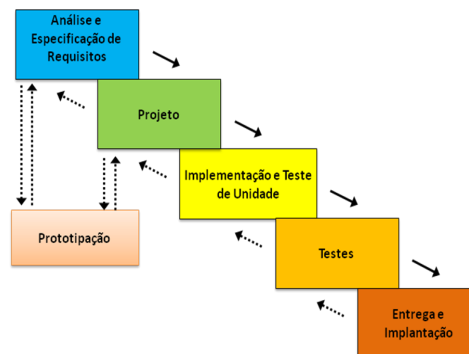 Análise e
Especificação de
Requisitos
Projeto
Implementação e Teste
de Unidade
Prototipação
Testes
Entrega e
Implantação